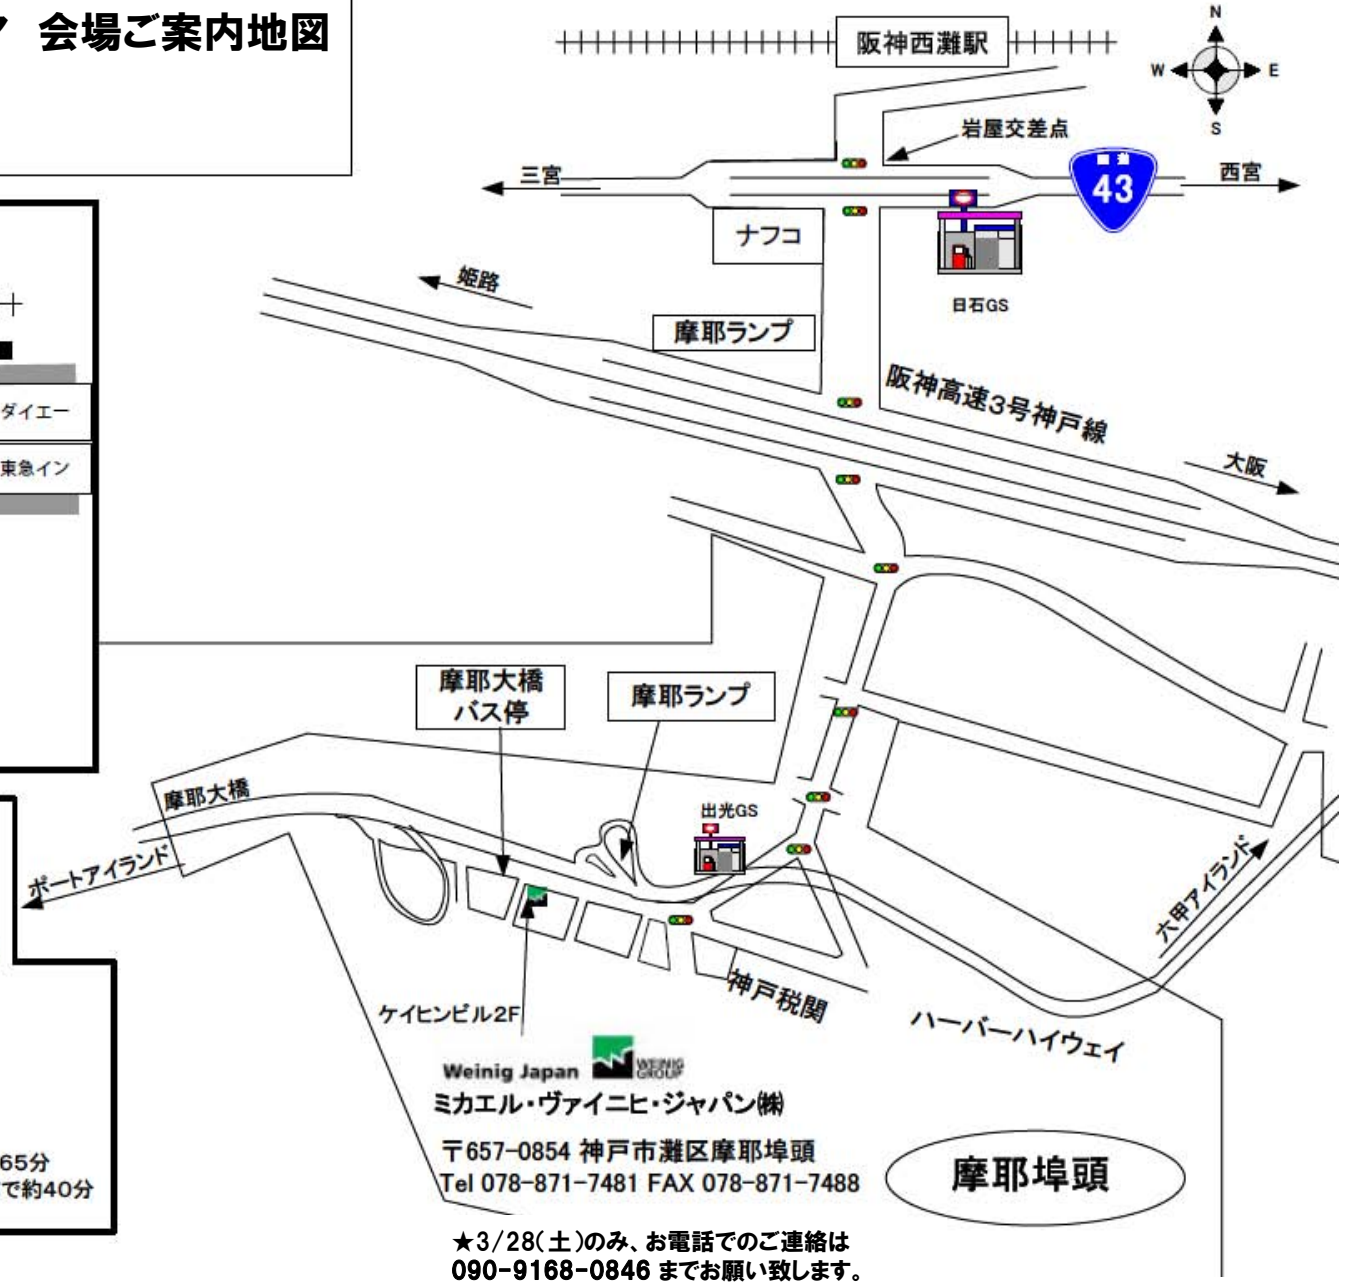 会場ご案内地図
阪神西灘駅
N
W
E
S
岩屋交差点
三宮
西宮
43
ナフコ
日石GS
姫路
摩耶ランプ
阪神高速3号神戸線
大阪
ダイエー
東急イン
摩耶大橋
バス停
摩耶ランプ
摩耶大橋
出光GS
ポートアイランド
六甲アイランド
神戸税関
ケイヒンビル2F
ハーバーハイウェイ
Weinig Japan
WEINIG
GROUP
ミカエル・ヴァイニヒ・ジャパン㈱
〒657-0854 神戸市灘区摩耶埠頭
Tel 078-871-7481 FAX 078-871-7488
摩耶埠頭
65分
で約40分
★3/28(土)のみ、お電話でのご連絡は
090-9168-0846 までお願い致します。